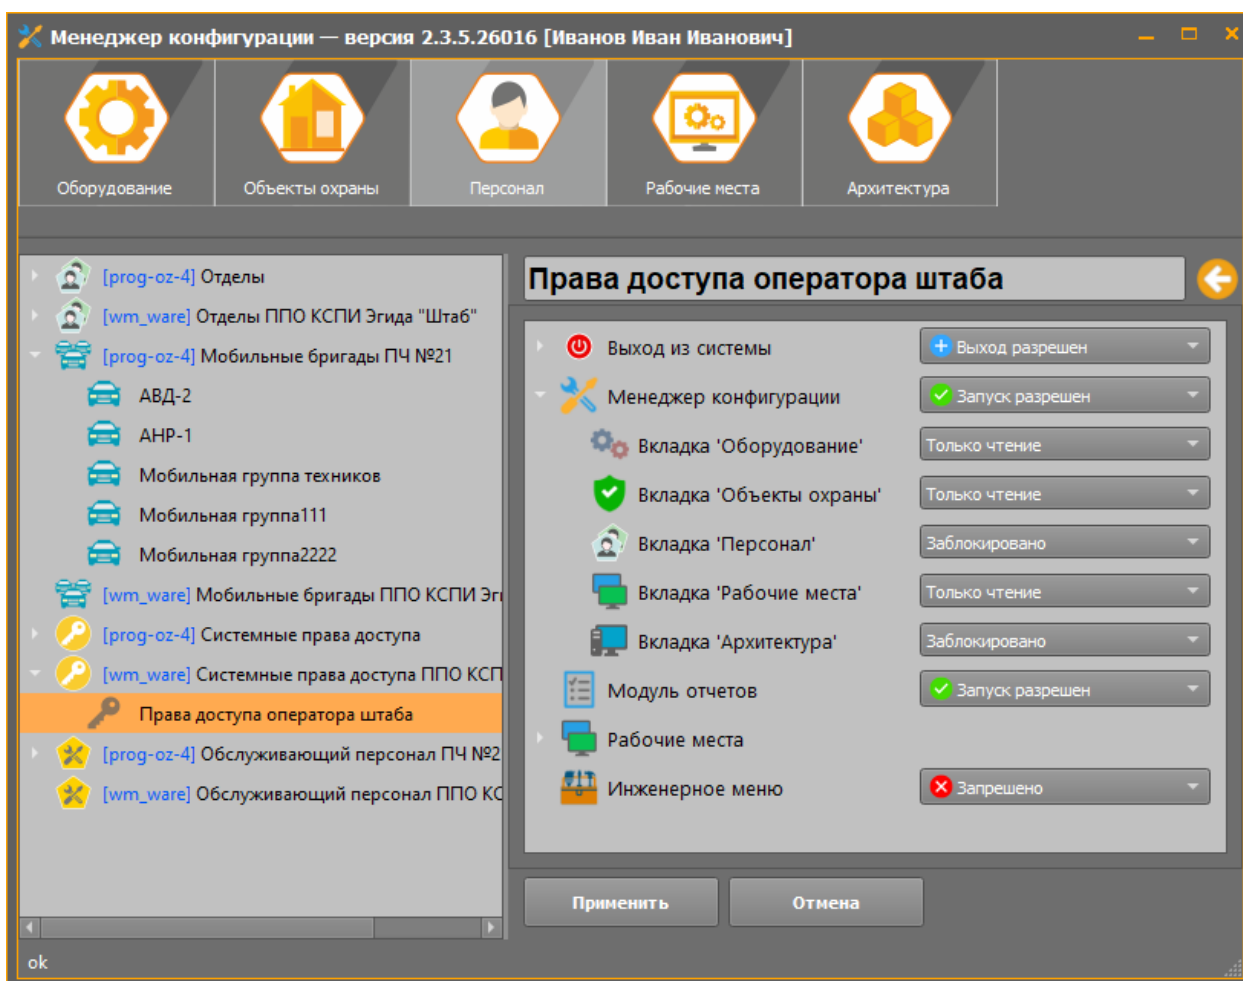 Менеджер конфигурации — версия 2.3.5.26016 [Иванов Иван Иванович]
Оборудование
Объекты охраны
Персонал
Рабочие места
Архитектура
[prog-oz-4] Отделы
[wm_ware] Отделы ППО КСПИ Эгида "Штаб"
[prog-oz-4] Мобильные бригады ПЧ №21
АВД-2
АНР-1
Мобильная группа техников
Мобильная группа111
Мобильная группа2222
[wm_ware] Мобильные бригады ППО КСПИ Эги
[prog-oz-4] Системные права доступа
[wm_ware] Системные права доступа ППО КСП
Права доступа оператора штаба
[prog-oz-4] Обслуживающий персонал ПЧ №2
[wm_ware] Обслуживающий персонал ППО КС
Права доступа оператора штаба
Выход из системы Выход разрешен
Менеджер конфигурации Запуск разрешен
Вкладка 'Оборудование' Только чтение
Вкладка 'Объекты охраны' Только чтение
Вкладка 'Персонал' Заблокировано
Вкладка 'Рабочие места' Только чтение
Вкладка 'Архитектура' Заблокировано
Модуль отчетов Запуск разрешен
Рабочие места
Инженерное меню Запрещено
Применить
Отмена
ok